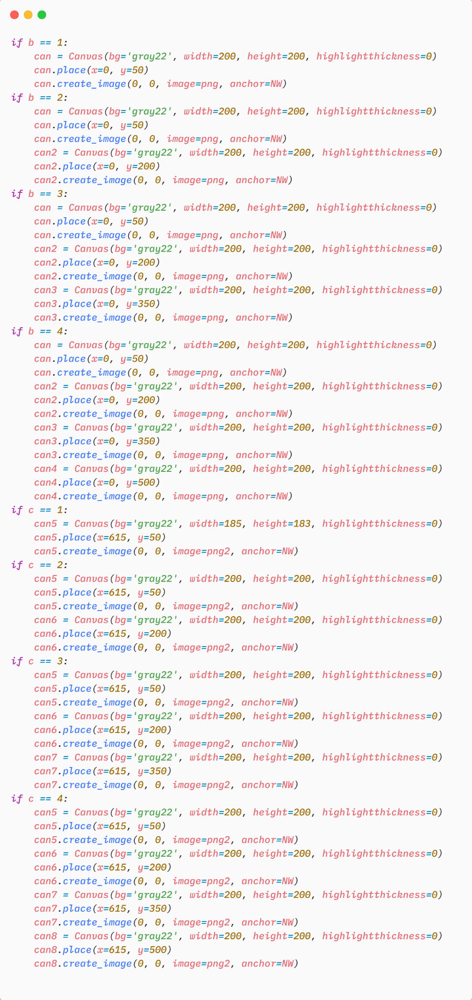 if b == 1:
    can = Canvas(bg='gray22', width=200, height=200, highlightthickness=0)
    can.place(x=0, y=50)
    can.create_image(0, 0, image=png, anchor=NW)
if b == 2:
    can = Canvas(bg='gray22', width=200, height=200, highlightthickness=0)
    can.place(x=0, y=50)
    can.create_image(0, 0, image=png, anchor=NW)
    can2 = Canvas(bg='gray22', width=200, height=200, highlightthickness=0)
    can2.place(x=0, y=200)
    can2.create_image(0, 0, image=png, anchor=NW)
if b == 3:
    can = Canvas(bg='gray22', width=200, height=200, highlightthickness=0)
    can.place(x=0, y=50)
    can.create_image(0, 0, image=png, anchor=NW)
    can2 = Canvas(bg='gray22', width=200, height=200, highlightthickness=0)
    can2.place(x=0, y=200)
    can2.create_image(0, 0, image=png, anchor=NW)
    can3 = Canvas(bg='gray22', width=200, height=200, highlightthickness=0)
    can3.place(x=0, y=350)
    can3.create_image(0, 0, image=png, anchor=NW)
if b == 4:
    can = Canvas(bg='gray22', width=200, height=200, highlightthickness=0)
    can.place(x=0, y=50)
    can.create_image(0, 0, image=png, anchor=NW)
    can2 = Canvas(bg='gray22', width=200, height=200, highlightthickness=0)
    can2.place(x=0, y=200)
    can2.create_image(0, 0, image=png, anchor=NW)
    can3 = Canvas(bg='gray22', width=200, height=200, highlightthickness=0)
    can3.place(x=0, y=350)
    can3.create_image(0, 0, image=png, anchor=NW)
    can4 = Canvas(bg='gray22', width=200, height=200, highlightthickness=0)
    can4.place(x=0, y=500)
    can4.create_image(0, 0, image=png, anchor=NW)
if c == 1:
    can5 = Canvas(bg='gray22', width=185, height=183, highlightthickness=0)
    can5.place(x=615, y=50)
    can5.create_image(0, 0, image=png2, anchor=NW)
if c == 2:
    can5 = Canvas(bg='gray22', width=200, height=200, highlightthickness=0)
    can5.place(x=615, y=50)
    can5.create_image(0, 0, image=png2, anchor=NW)
    can6 = Canvas(bg='gray22', width=200, height=200, highlightthickness=0)
    can6.place(x=615, y=200)
    can6.create_image(0, 0, image=png2, anchor=NW)
if c == 3:
    can5 = Canvas(bg='gray22', width=200, height=200, highlightthickness=0)
    can5.place(x=615, y=50)
    can5.create_image(0, 0, image=png2, anchor=NW)
    can6 = Canvas(bg='gray22', width=200, height=200, highlightthickness=0)
    can6.place(x=615, y=200)
    can6.create_image(0, 0, image=png2, anchor=NW)
    can7 = Canvas(bg='gray22', width=200, height=200, highlightthickness=0)
    can7.place(x=615, y=350)
    can7.create_image(0, 0, image=png2, anchor=NW)
if c == 4:
    can5 = Canvas(bg='gray22', width=200, height=200, highlightthickness=0)
    can5.place(x=615, y=50)
    can5.create_image(0, 0, image=png2, anchor=NW)
    can6 = Canvas(bg='gray22', width=200, height=200, highlightthickness=0)
    can6.place(x=615, y=200)
    can6.create_image(0, 0, image=png2, anchor=NW)
    can7 = Canvas(bg='gray22', width=200, height=200, highlightthickness=0)
    can7.place(x=615, y=350)
    can7.create_image(0, 0, image=png2, anchor=NW)
    can8 = Canvas(bg='gray22', width=200, height=200, highlightthickness=0)
    can8.place(x=615, y=500)
    can8.create_image(0, 0, image=png2, anchor=NW)